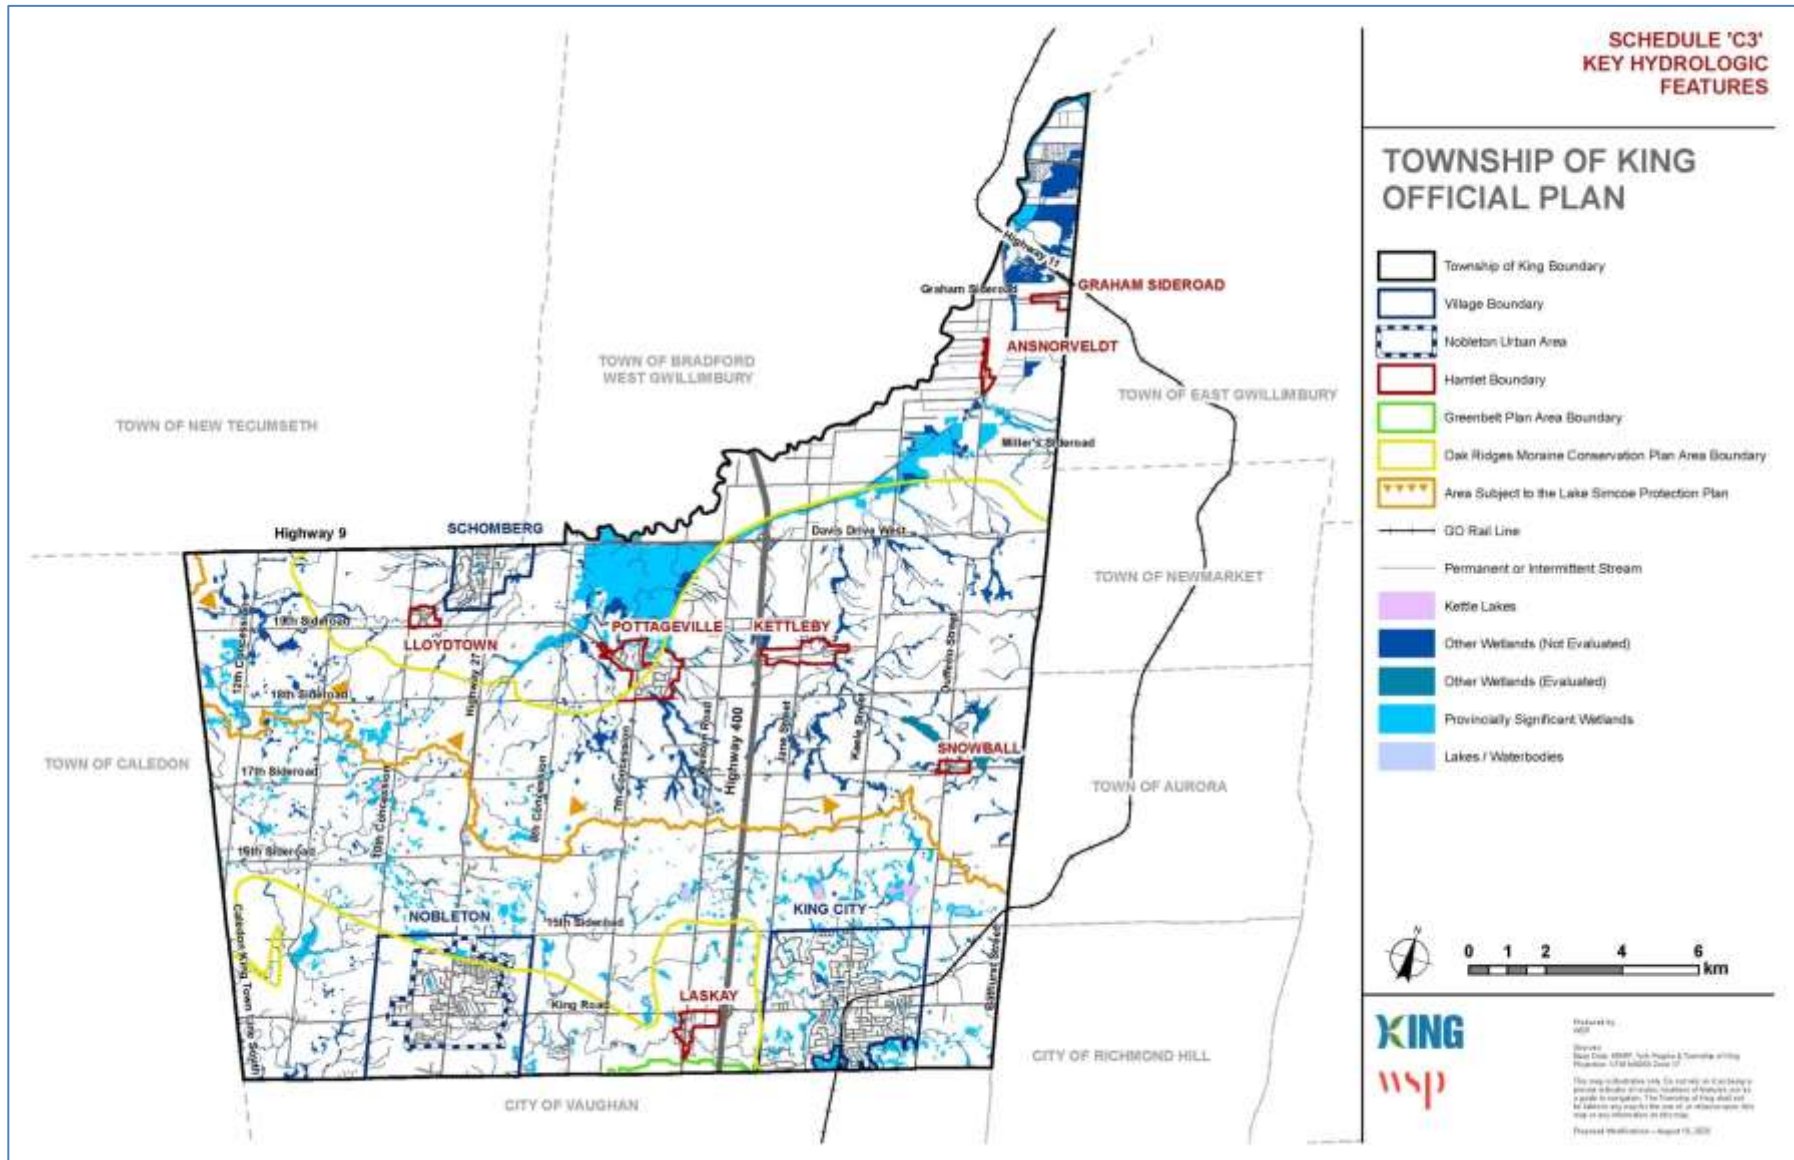 SCHEDULE 'C3'
KEY HYDROLOGIC
FEATURES
TOWNSHIP OF KING
OFFICIAL PLAN
Township of King Boundary
Village Boundary
Nobleton Urban Area
Hamlet Boundary
Greenbelt Plan Area Boundary
Oak Ridges Moraine Conservation Plan Area Boundary
Area Subject to the Lake Simcoe Protection Plan
GO Rail Line
Permanent or Intermittent Stream
Kettle Lakes
Other Wetlands (Not Evaluated)
Other Wetlands (Evaluated)
Provincially Significant Wetlands
Lakes / Waterbodies
N
0 1 2 4 6
km
KING
wsp
Produced by:
WSP
Highway 11
Graham Sideroad
GRAHAM SIDEROAD
ANSNORVELDT
TOWN OF BRADFORD
WEST GWILLIMBURY
TOWN OF EAST GWILLIMBURY
TOWN OF NEW TECUMSETH
Miller's Sideroad
Highway 9
SCHOMBERG
Davis Drive West
TOWN OF NEWMARKET
12th Concession
19th Sideroad
LLOYDTOWN
POTTAGEVILLE
KETTLEBY
Dufferin Street
18th Sideroad
Highway 27
7th Concession
Weston Road
Highway 400
Jane Street
Keele Street
SNOWBALL
TOWN OF CALEDON
17th Sideroad
10th Concession
8th Concession
TOWN OF AURORA
16th Sideroad
Caledon/King Town Line South
NOBLETON
15th Sideroad
KING CITY
Bathurst Street
King Road
LASKAY
CITY OF RICHMOND HILL
CITY OF VAUGHAN